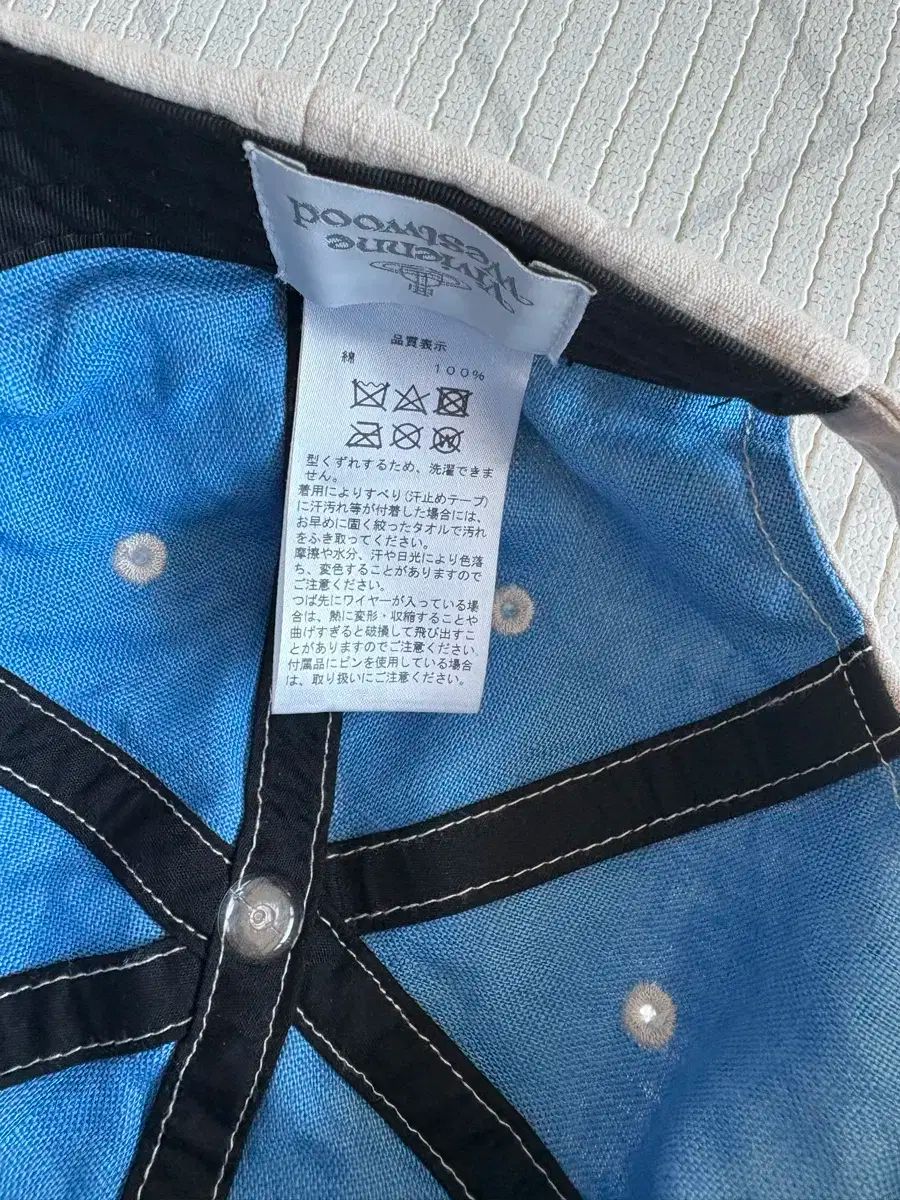 Vivienne
Westwood
品質表示
綿
100%
型くずれするため、洗濯できま
せん。
着用によりすべり(汗止めテープ)
に汗汚れ等が付着した場合には、
お早めに固く絞ったタオルで汚れ
をふき取ってください。
摩擦や水分、汗や日光により色落
ち、変色することがありますので
ご注意ください。
つば先にワイヤーが入っている場
合は、熱に変形・収縮することや
曲げすぎると破損して飛び出すこ
とがありますのでご注意ください
付属品にピンを使用している場合
は、取り扱いにご注意ください。